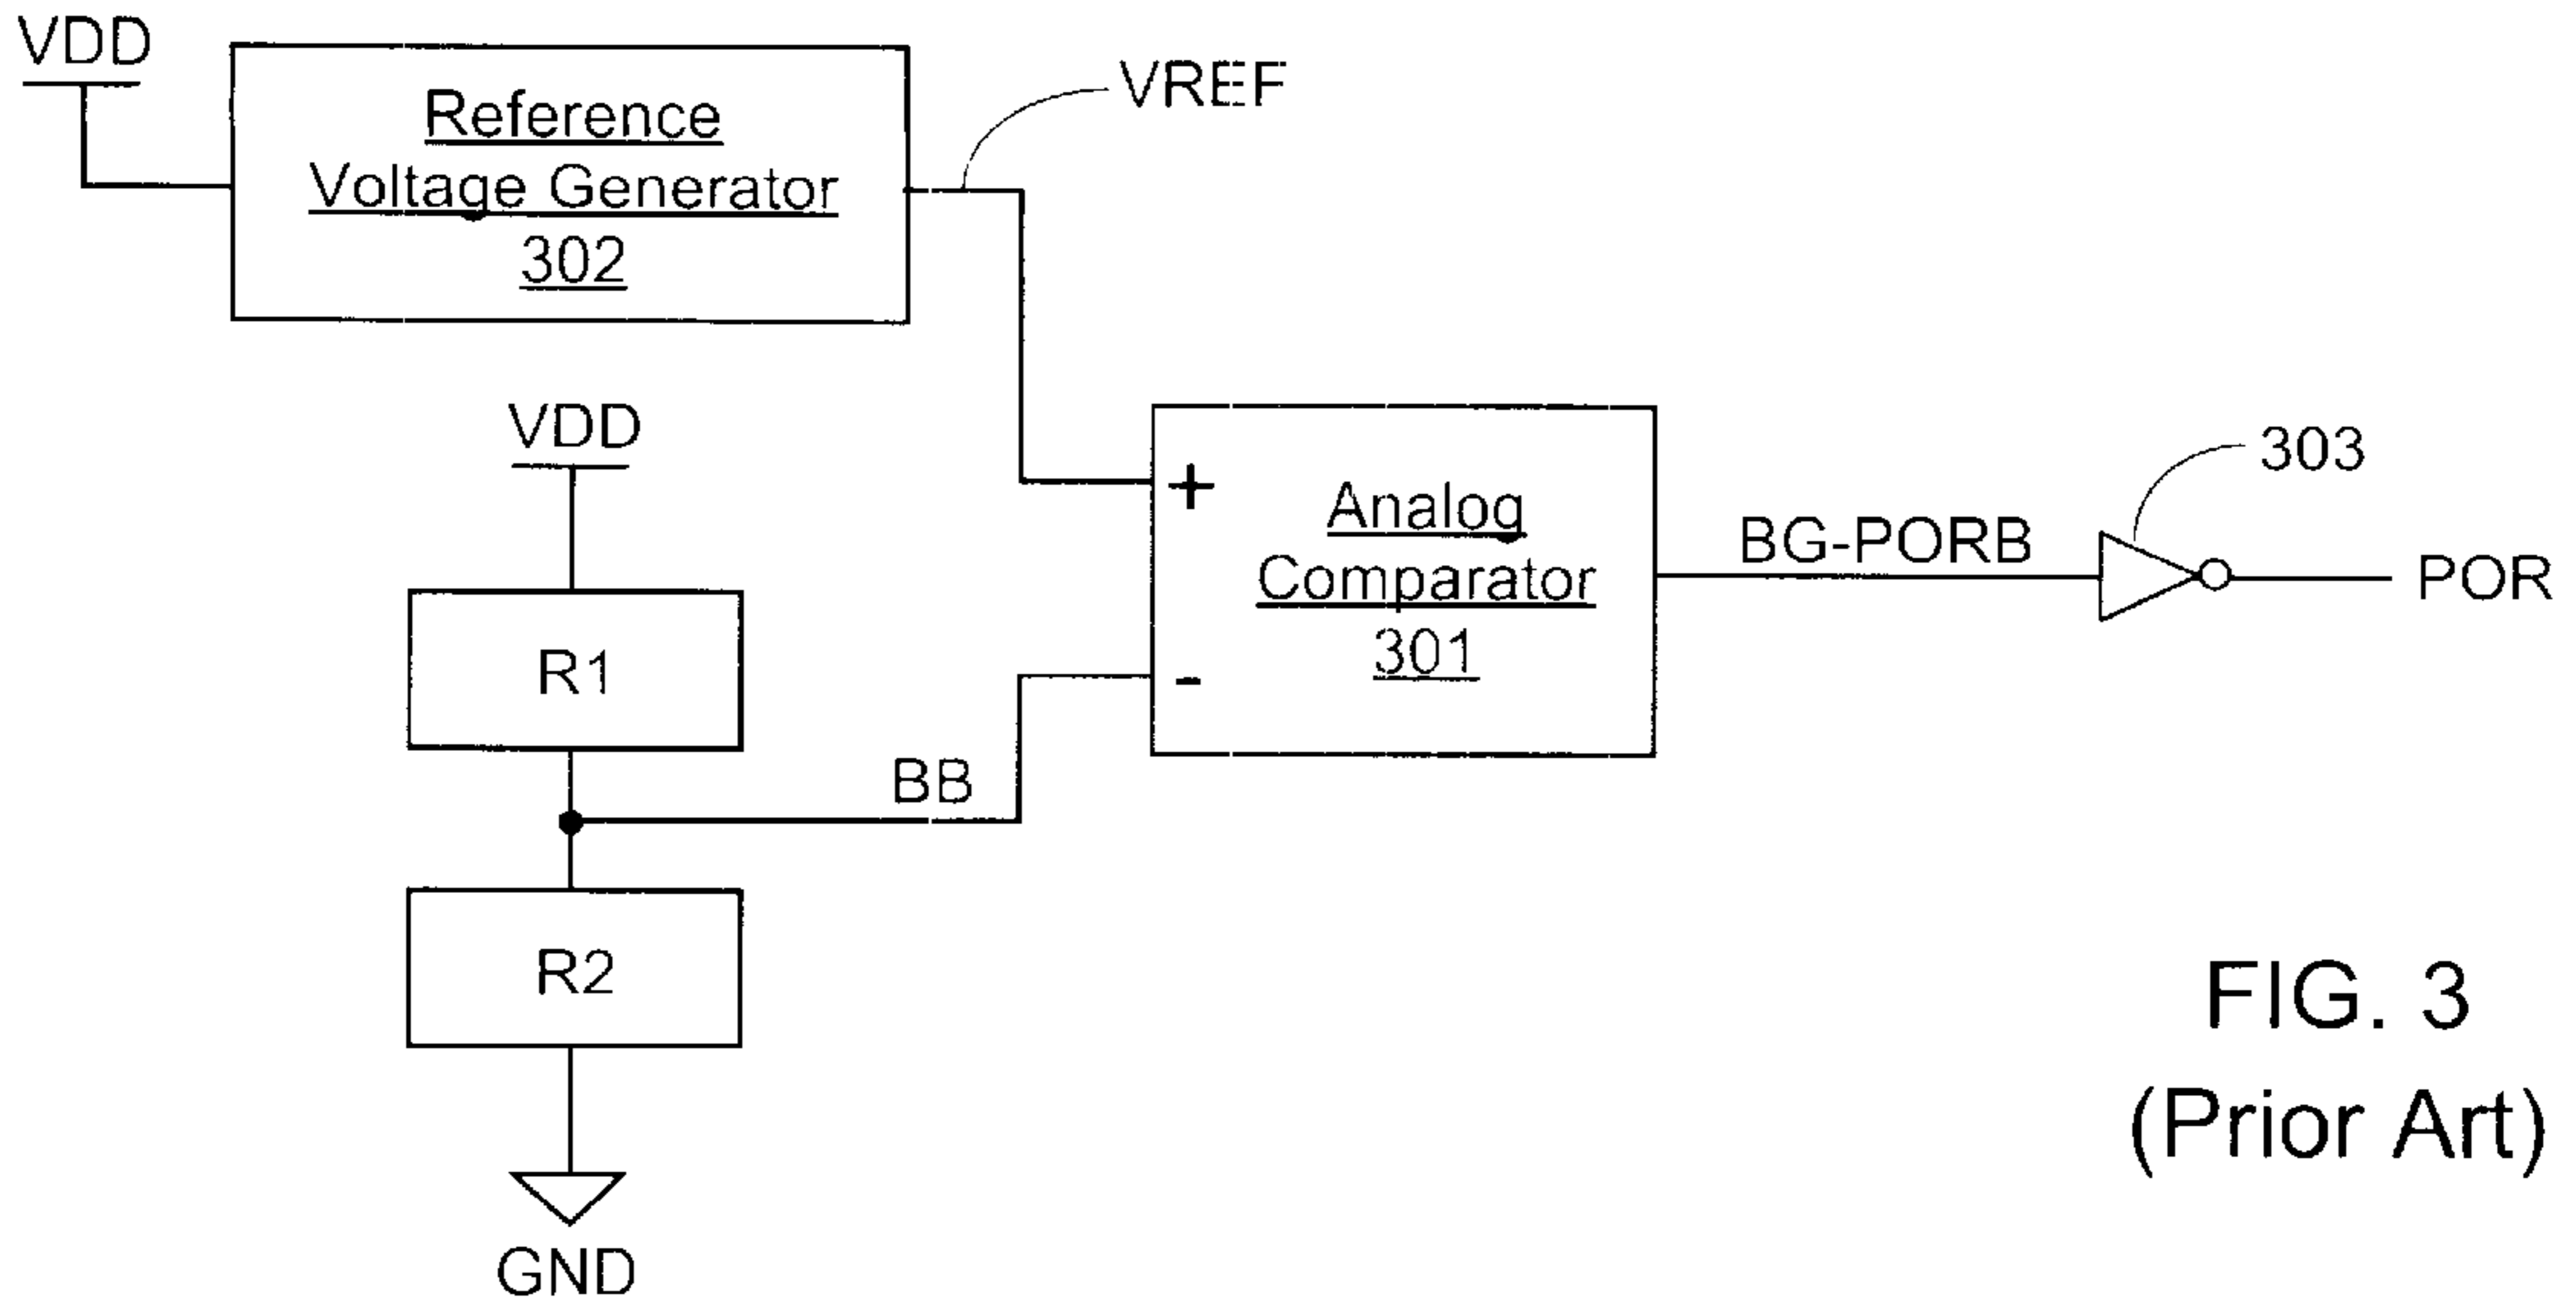 VDD
Reference
Voltage Generator
302
VREF
VDD
R1
BB
R2
GND
+
-
Analog
Comparator
301
BG-PORB
303
POR
FIG. 3
(Prior Art)